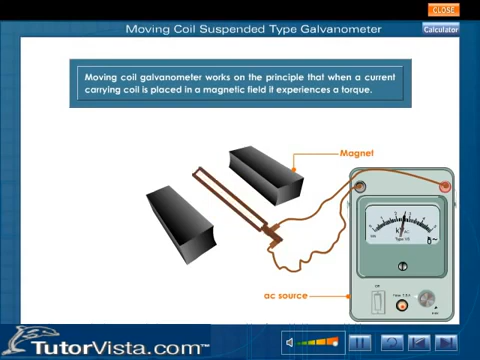 CLOSE
Moving Coil Suspended Type Galvanometer
Calculator
Moving coil galvanometer works on the principle that when a current
carrying coil is placed in a magnetic field it experiences a torque.
Magnet
ac source
TutorVista.com™